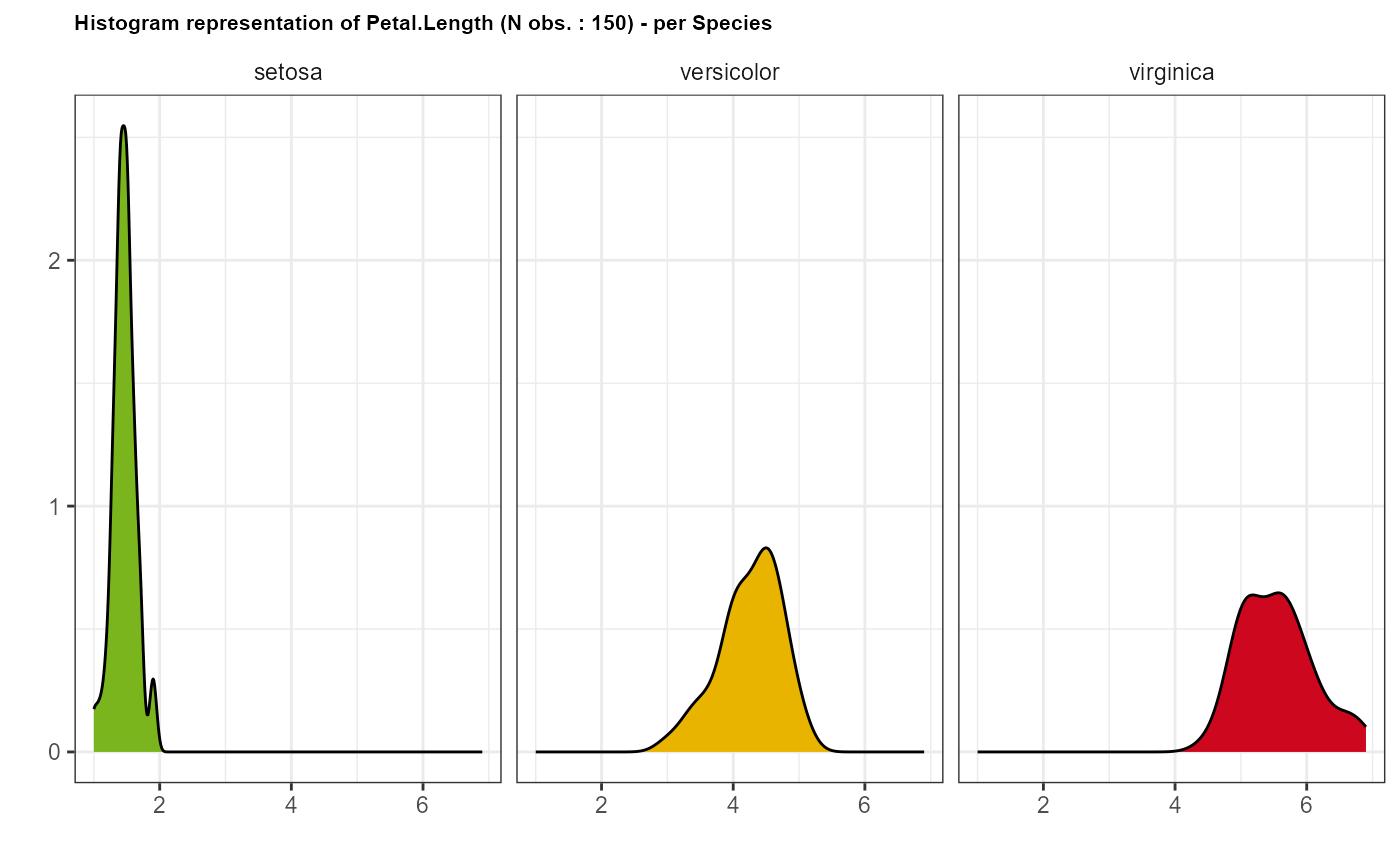 Histogram representation of Petal.Length (N obs. : 150) - per Species
setosa versicolor virginica
2
1
0
2 4 6 2 4 6 2 4 6